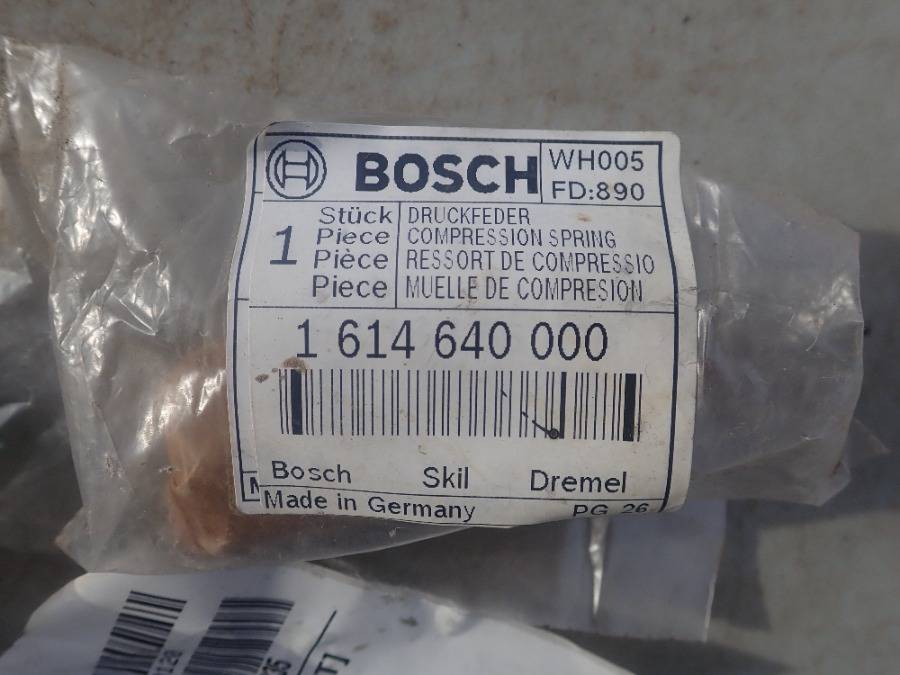 BOSCH
WH005
FD:890
1
Stück
Piece
Pièce
Piece
DRUCKFEDER
COMPRESSION SPRING
RESSORT DE COMPRESSIO
MUELLE DE COMPRESION
1 614 640 000
Bosch Skil Dremel
Made in Germany PG 26